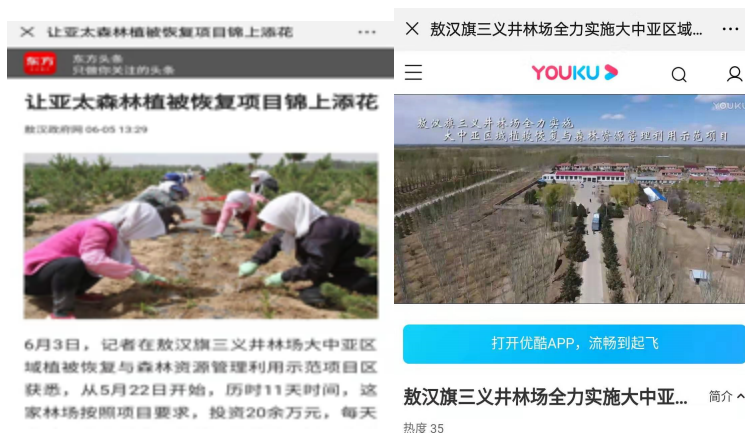 让亚太森林植被恢复项目锦上添花
东方
东方头条
只做你关注的头条
让亚太森林植被恢复项目锦上添花
敖汉政府网 06-05 13:29
6月3日，记者在敖汉旗三义井林场大中亚区
域植被恢复与森林资源管理利用示范项目区
获悉，从5月22日开始，历时11天时间，这
家林场按照项目要求，投资20余万元，每天
敖汉旗三义井林场全力实施大中亚区域...
YOUKU
YOUKU
敖汉旗三义井林场全力实施
大中亚区域植被恢复与森林资源管理利用示范项目
打开优酷APP，流畅到起飞
敖汉旗三义井林场全力实施大中亚...
简介
热度 35